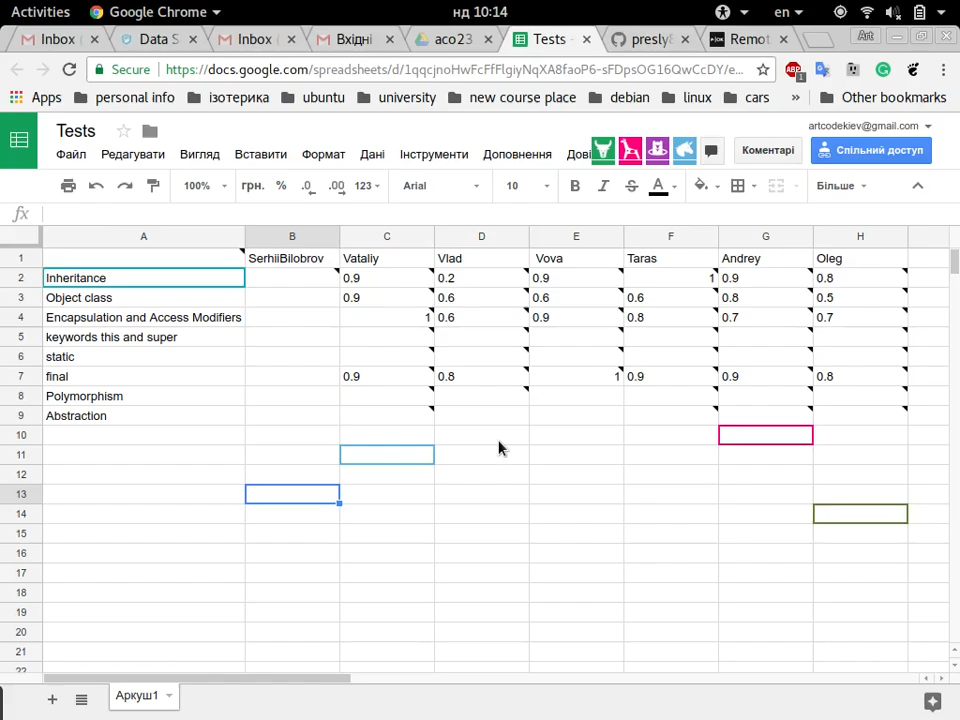 Activities Google Chrome нд 10:14 en
Inbox ( Data S Inbox ( Вхідні aco23 Tests - presly8 Remot Art
Secure https://docs.google.com/spreadsheets/d/1qqcjnoHwFcFfFlgiyNqXA8faoP6-sFDpsOG16QwCcDY/e...
Apps personal info ізотерика ubuntu university new course place debian linux cars » Other bookmarks
Tests artcodekiev@gmail.com
Файл Редагувати Вигляд Вставити Формат Дані Інструменти Доповнення Дові Коментарі Спільний доступ
100% грн. % .0 .00 123 Arial 10 B I S A Більше
fx
A B C D E F G H
1 SerhiiBilobrov Vataliy Vlad Vova Taras Andrey Oleg
2 Inheritance 0.9 0.2 0.9 1 0.9 0.8
3 Object class 0.9 0.6 0.6 0.6 0.8 0.5
4 Encapsulation and Access Modifiers 1 0.6 0.9 0.8 0.7 0.7
5 keywords this and super
6 static
7 final 0.9 0.8 1 0.9 0.9 0.8
8 Polymorphism
9 Abstraction
10
11
12
13
14
15
16
17
18
19
20
21
22
+ Аркуш1